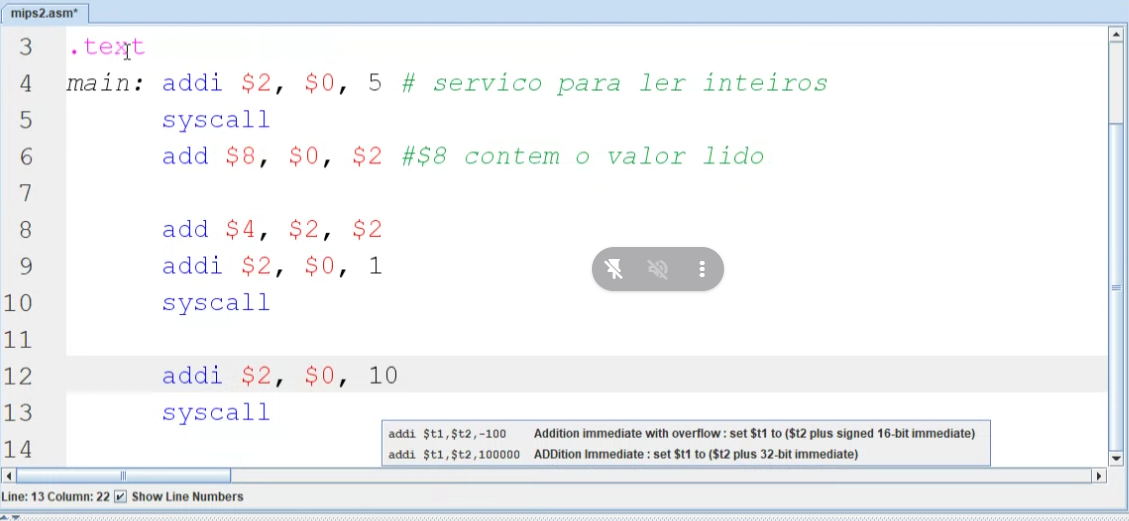 mips2.asm*
3 .text
4 main: addi $2, $0, 5 # servico para ler inteiros
5 syscall
6 add $8, $0, $2 #$8 contem o valor lido
7
8 add $4, $2, $2
9 addi $2, $0, 1
10 syscall
11
12 addi $2, $0, 10
13 syscall
14
addi $t1,$t2,-100 Addition immediate with overflow : set $t1 to ($t2 plus signed 16-bit immediate)
addi $t1,$t2,100000 ADDition Immediate : set $t1 to ($t2 plus 32-bit immediate)
Line: 13 Column: 22 Show Line Numbers